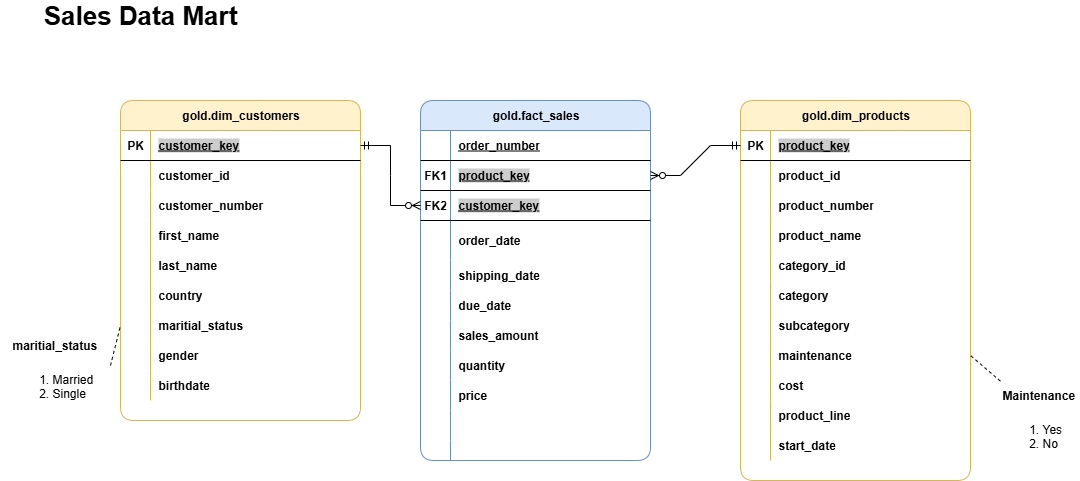 Sales Data Mart
gold.dim_customers
PK customer_key
customer_id
customer_number
first_name
last_name
country
maritial_status
gender
birthdate
maritial_status
1. Married
2. Single
gold.fact_sales
order_number
FK1 product_key
FK2 customer_key
order_date
shipping_date
due_date
sales_amount
quantity
price
gold.dim_products
PK product_key
product_id
product_number
product_name
category_id
category
subcategory
maintenance
cost
product_line
start_date
Maintenance
1. Yes
2. No